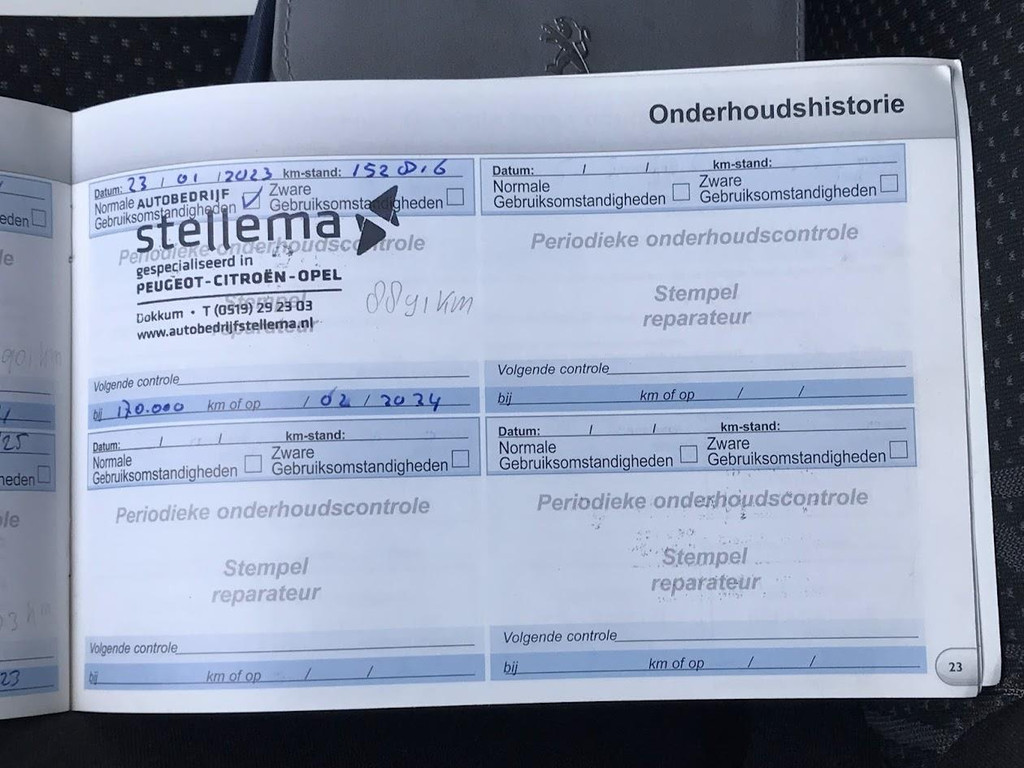 Onderhoudshistorie
Datum: 23 / 01 / 2023 km-stand:
Normale AUTOBEDRIJF Zware
Gebruiksomstandigheden Gebruiksomstandigheden
stellema
Periodieke onderhoudscontrole
gespecialiseerd in
PEUGEOT-CITROËN-OPEL
Stempel
reparateur
Dokkum • T (0519) 29 23 03
www.autobedrijfstellema.nl
8891 km
Volgende controle
bij 170.000 km of op / 02 / 2024
Datum: / / km-stand:
Normale Zware
Gebruiksomstandigheden Gebruiksomstandigheden
Periodieke onderhoudscontrole
Stempel
reparateur
Volgende controle
bij km of op / /
Datum: / / km-stand:
Normale Zware
Gebruiksomstandigheden Gebruiksomstandigheden
Periodieke onderhoudscontrole
Stempel
reparateur
Volgende controle
bij km of op / /
Datum: / / km-stand:
Normale Zware
Gebruiksomstandigheden Gebruiksomstandigheden
Periodieke onderhoudscontrole
Stempel
reparateur
Volgende controle
bij km of op / /
23